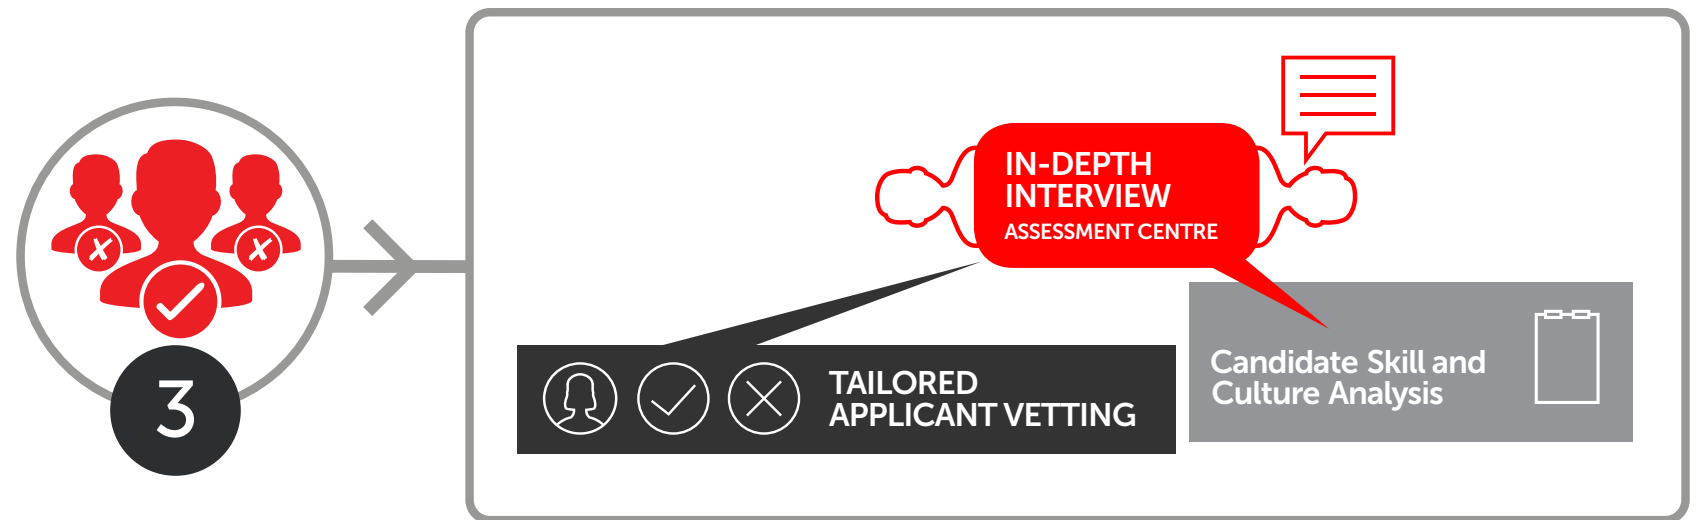 3
IN-DEPTH
INTERVIEW
ASSESSMENT CENTRE
TAILORED
APPLICANT VETTING
Candidate Skill and
Culture Analysis